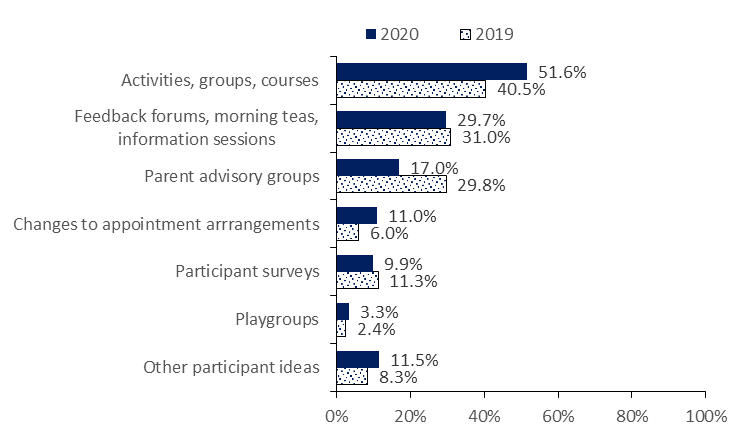 2020 2019
Activities, groups, courses 51.6%
40.5%
Feedback forums, morning teas, 29.7%
information sessions 31.0%
Parent advisory groups 17.0%
29.8%
Changes to appointment arrrangements 11.0%
6.0%
Participant surveys 9.9%
11.3%
Playgroups 3.3%
2.4%
Other participant ideas 11.5%
8.3%
0% 20% 40% 60% 80% 100%